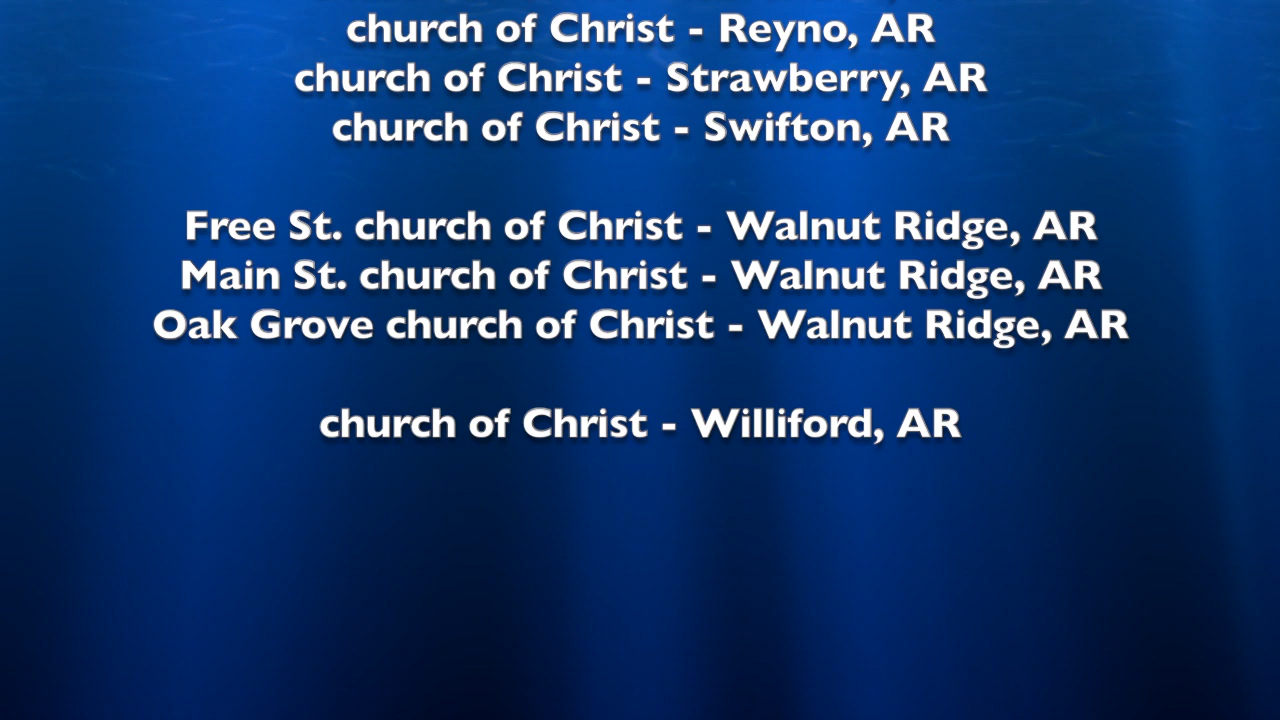 church of Christ - Reyno, AR
church of Christ - Strawberry, AR
church of Christ - Swifton, AR
Free St. church of Christ - Walnut Ridge, AR
Main St. church of Christ - Walnut Ridge, AR
Oak Grove church of Christ - Walnut Ridge, AR
church of Christ - Williford, AR